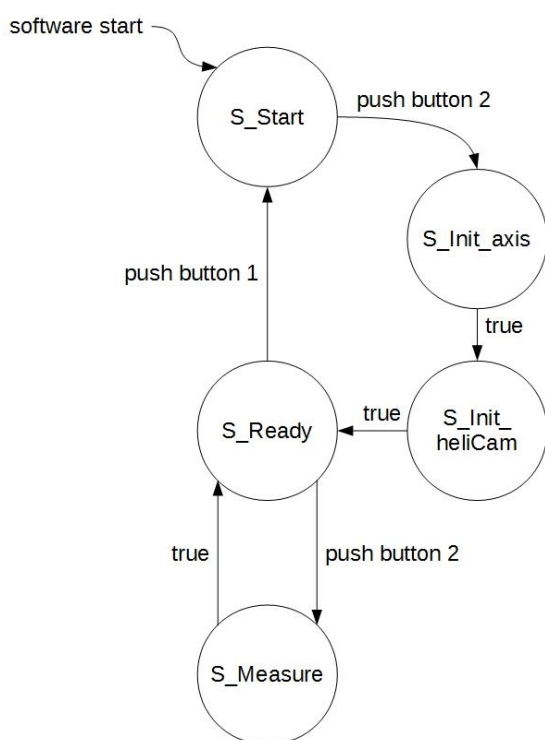 software start
S_Start
push button 2
S_Init_axis
push button 1
true
S_Ready
true
S_Init_
heliCam
true
push button 2
S_Measure